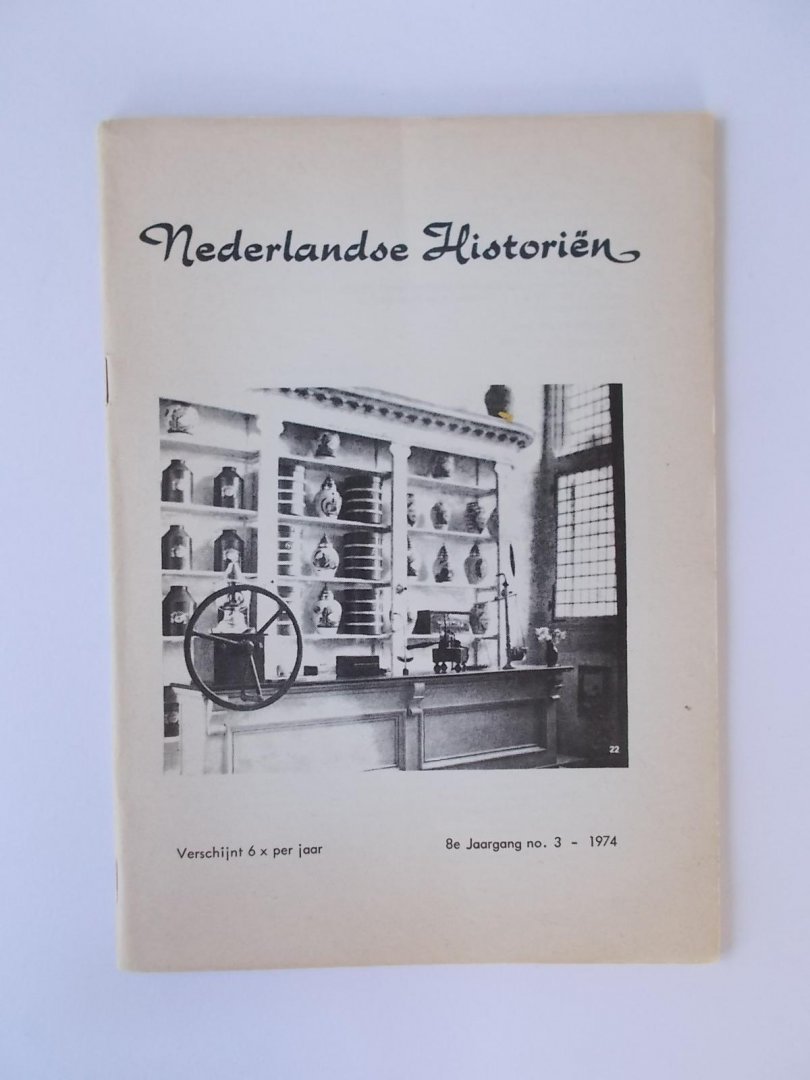 Nederlandse Historiën
22
Verschijnt 6 x per jaar
8e Jaargang no. 3 - 1974